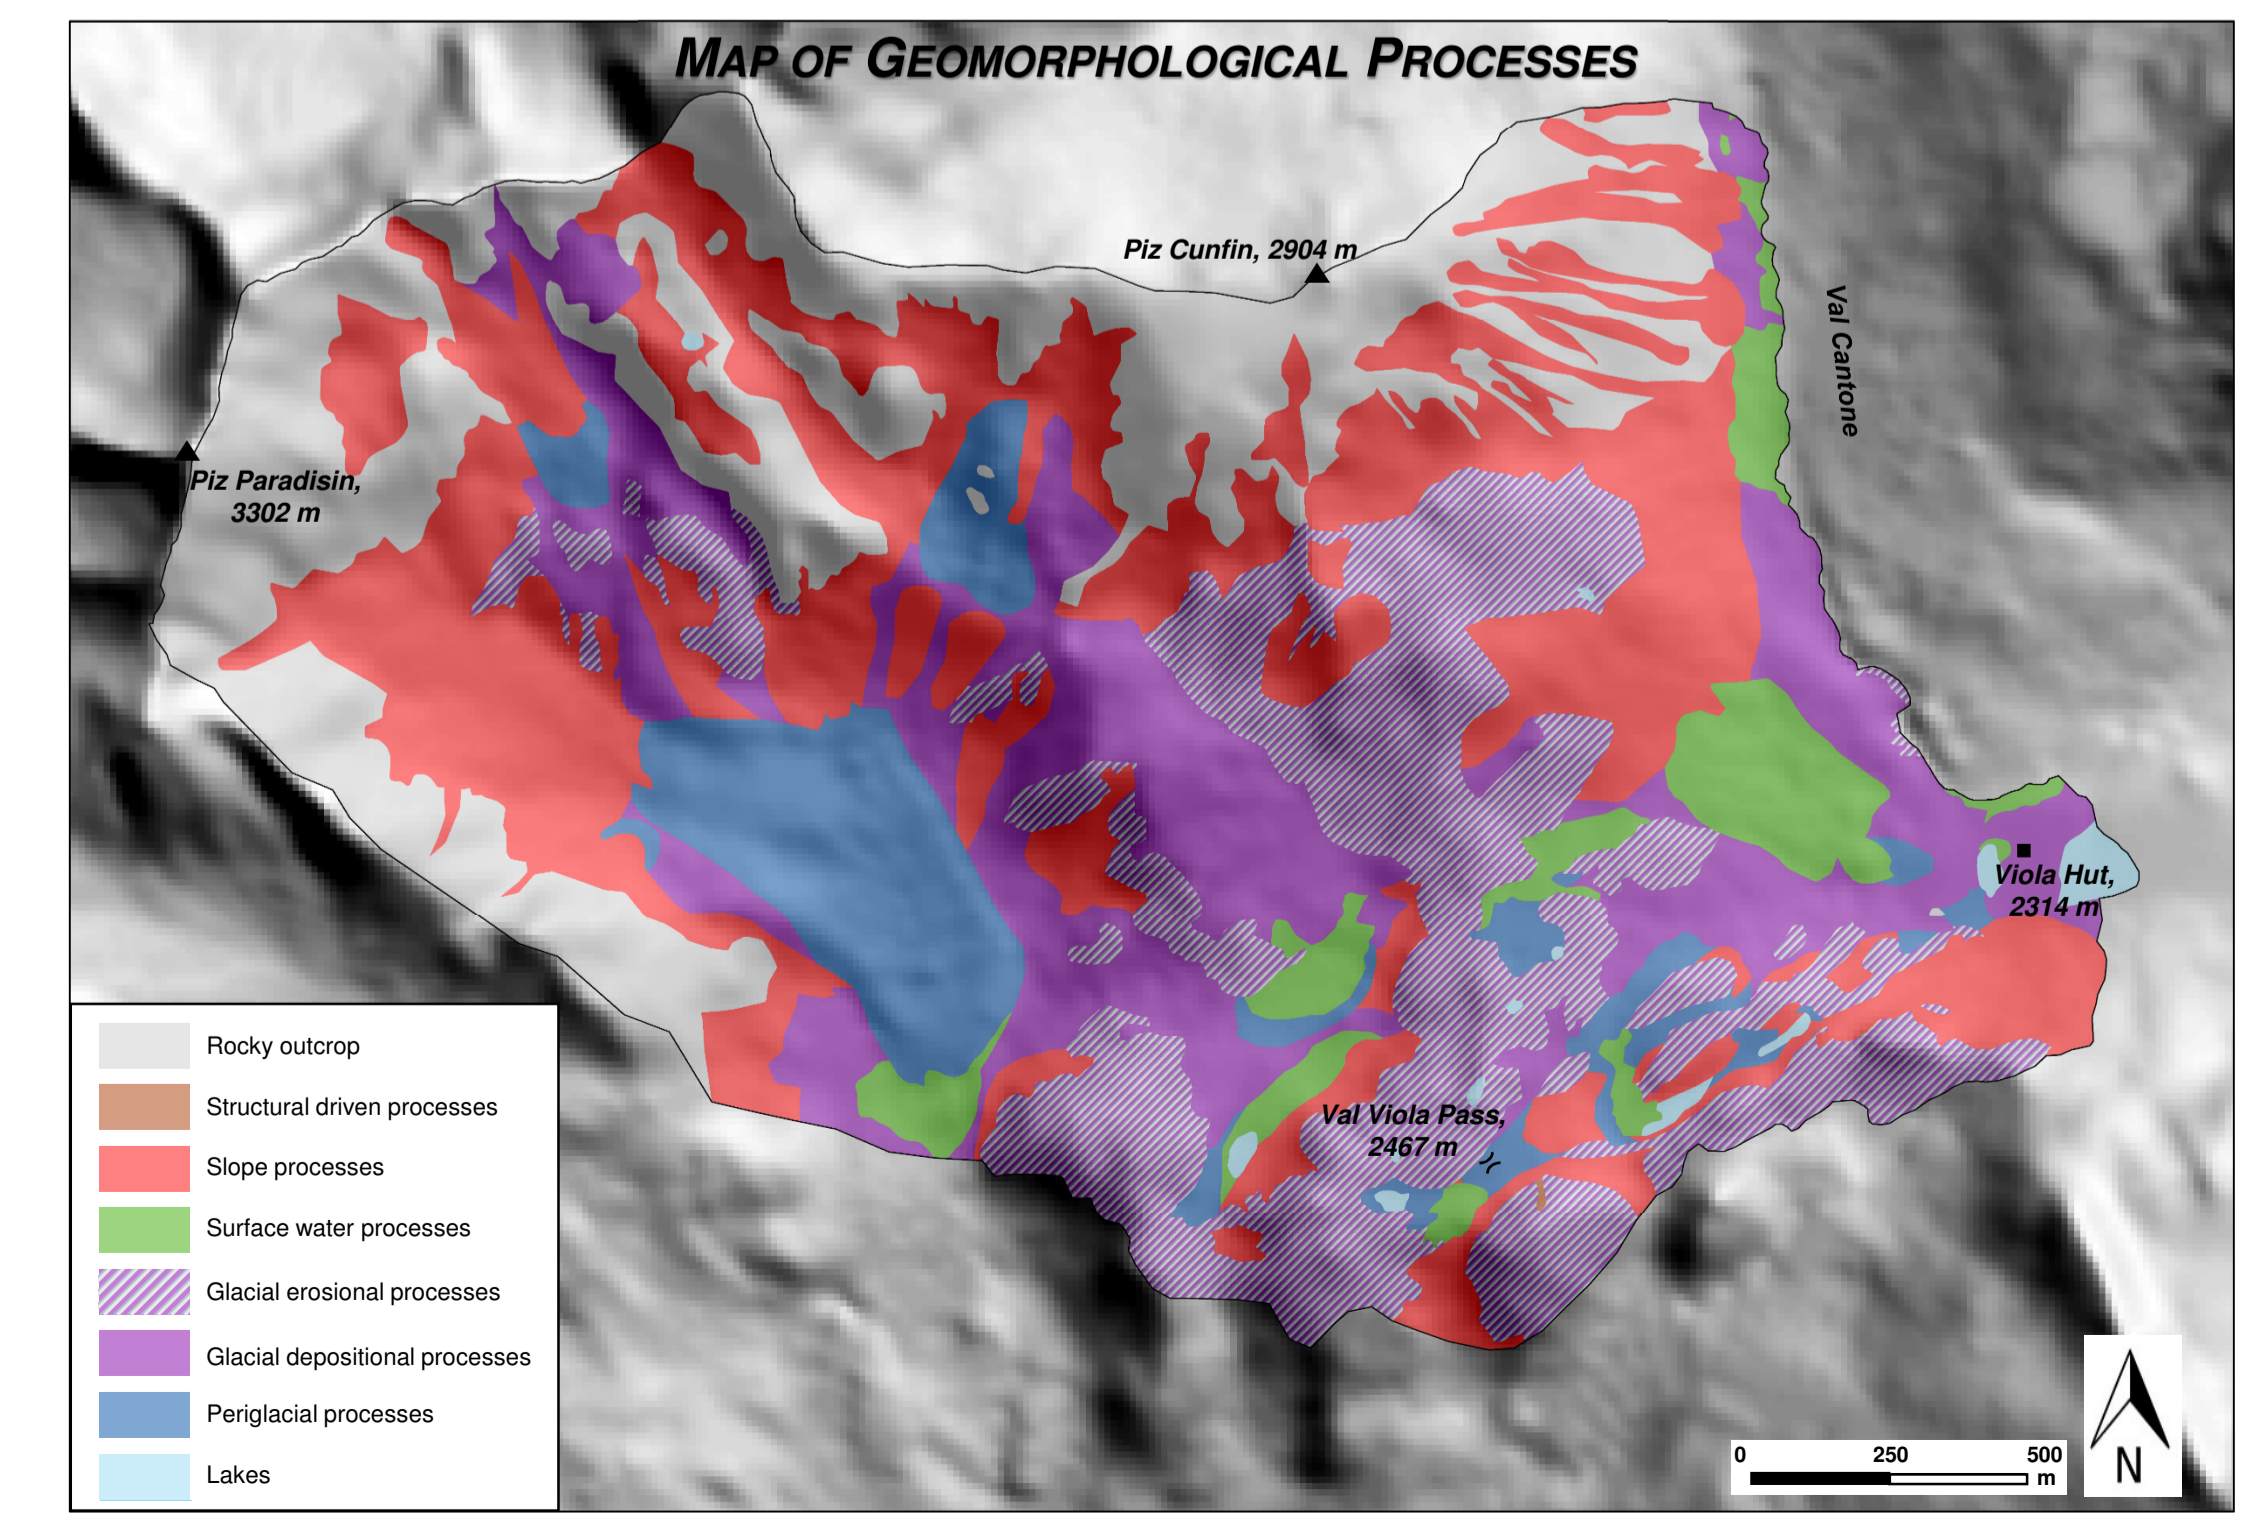 MAP OF GEOMORPHOLOGICAL PROCESSES
Piz Cunfin, 2904 m
Val Cantone
Piz Paradisin,
3302 m
Viola Hut,
2314 m
Val Viola Pass,
2467 m
Rocky outcrop
Structural driven processes
Slope processes
Surface water processes
Glacial erosional processes
Glacial depositional processes
Periglacial processes
Lakes
0 250 500
m
N